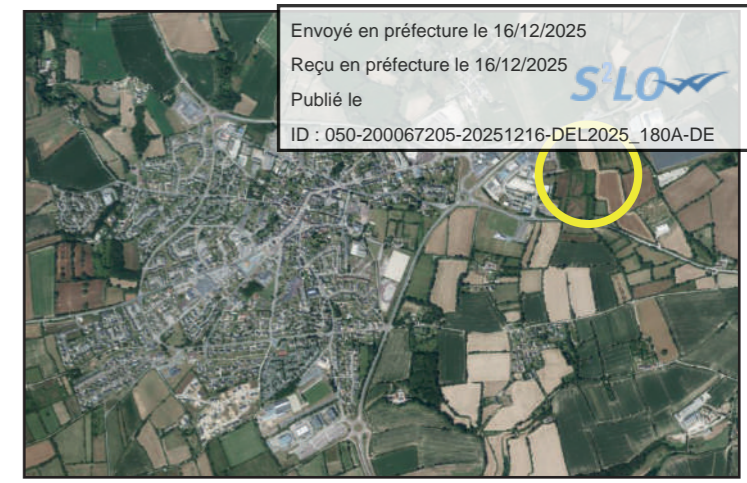 Envoyé en préfecture le 16/12/2025
Reçu en préfecture le 16/12/2025
S²LO
Publié le
ID : 050-200067205-20251216-DEL2025_180A-DE